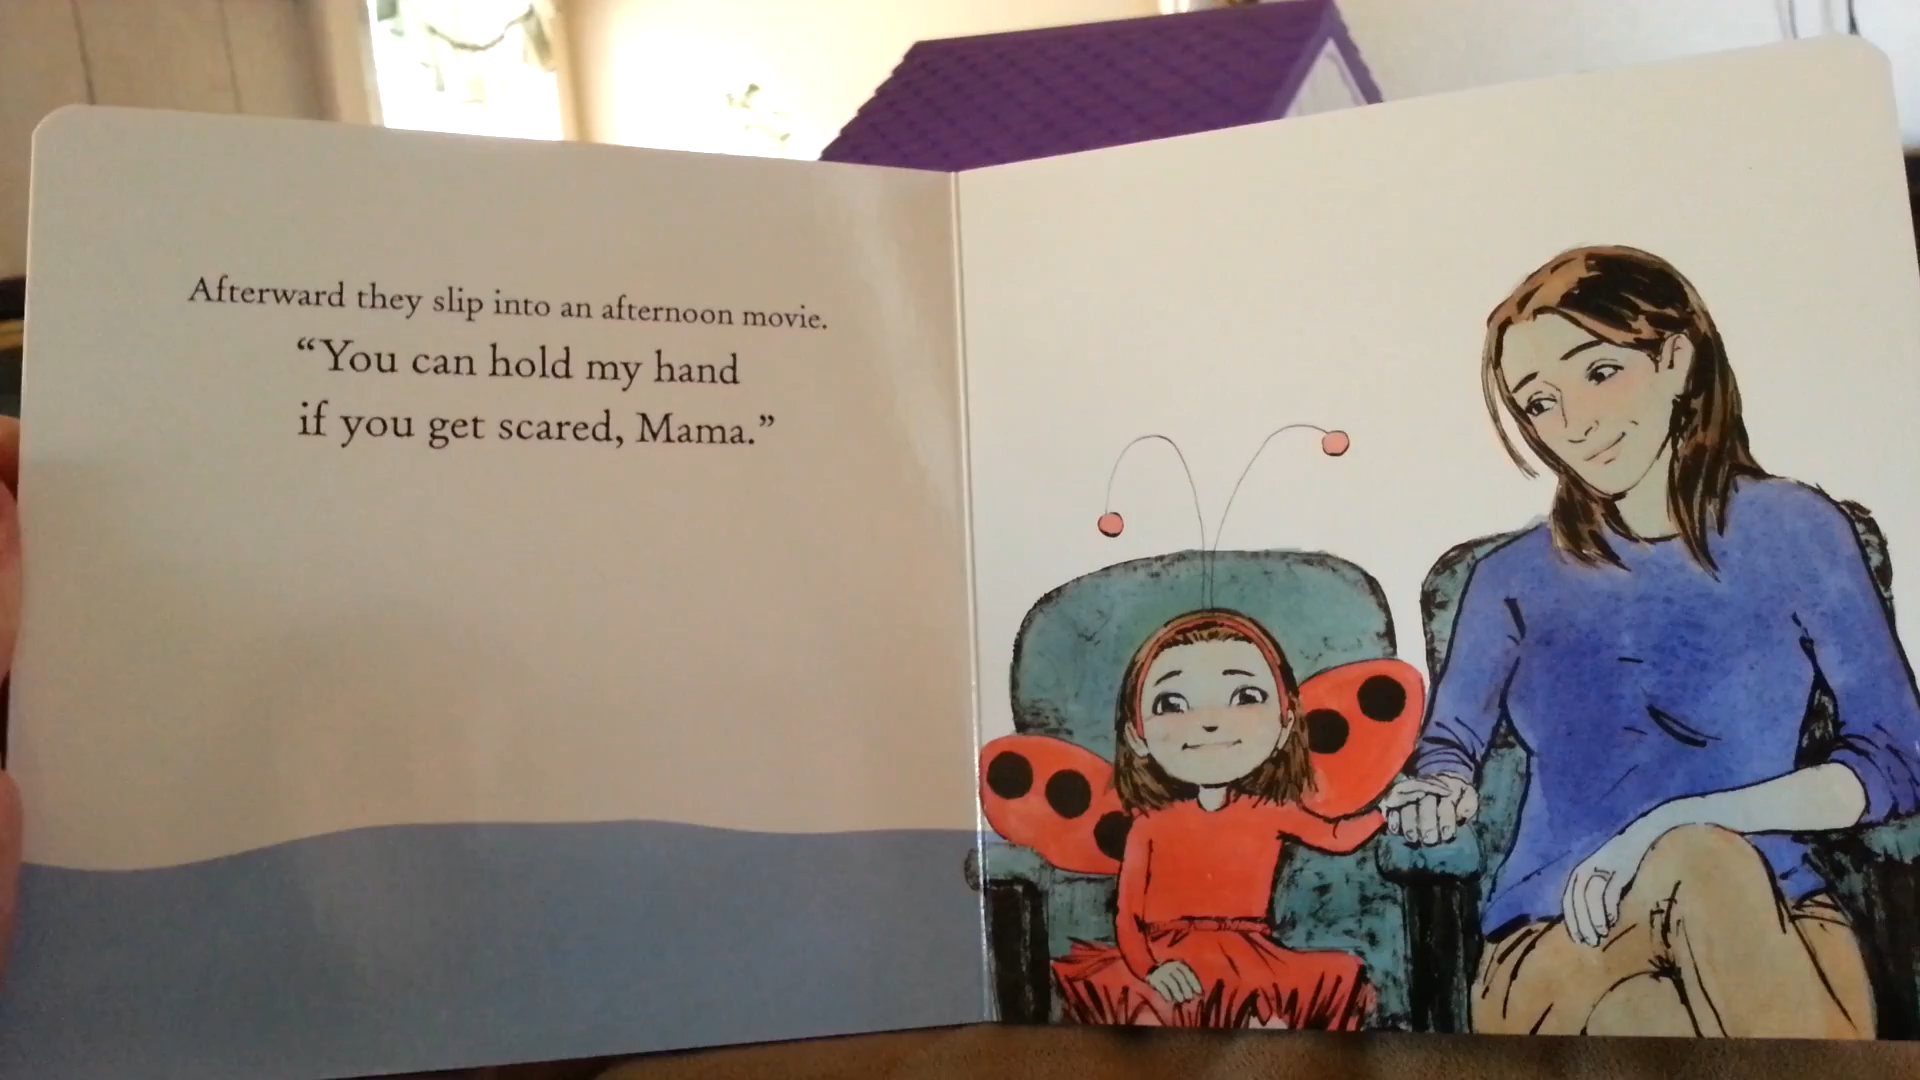 Afterward they slip into an afternoon movie.
“You can hold my hand
if you get scared, Mama.”